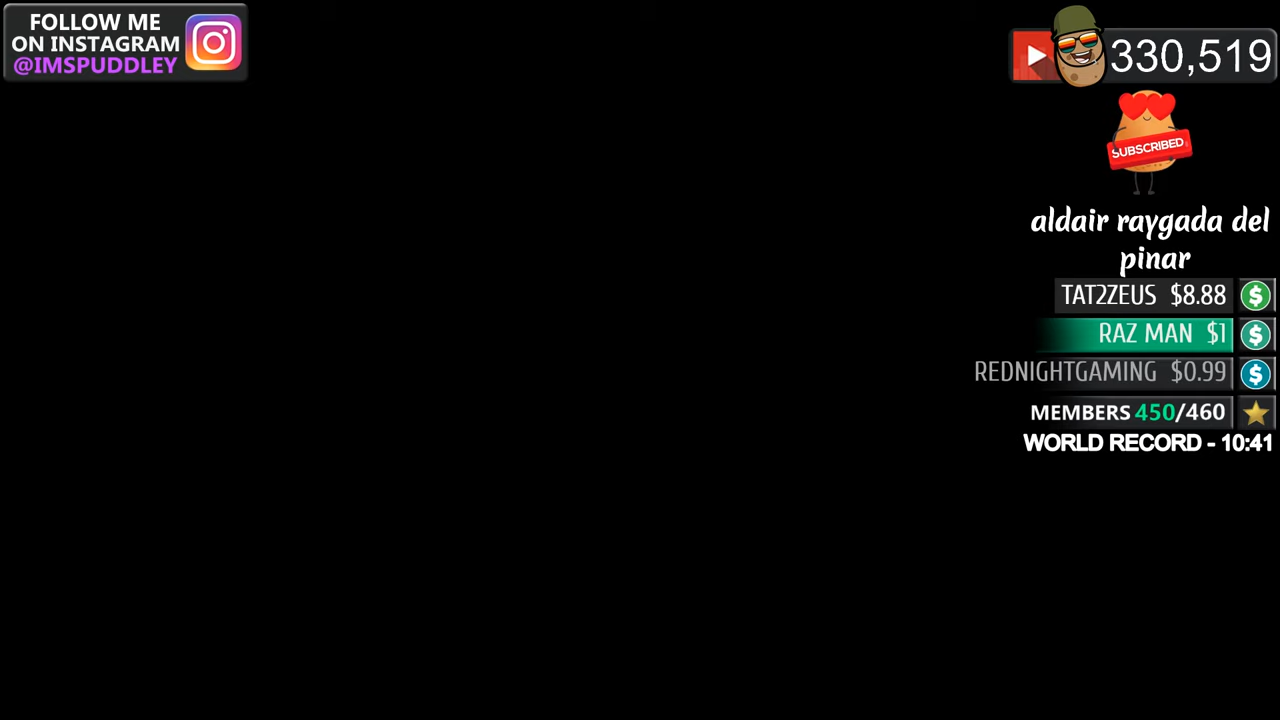 FOLLOW ME
ON INSTAGRAM
@IMSPUDDLEY
330,519
SUBSCRIBED
aldair raygada del
pinar
TAT2ZEUS $8.88
RAZ MAN $1
REDNIGHTGAMING $0.99
MEMBERS 450/460
WORLD RECORD - 10:41